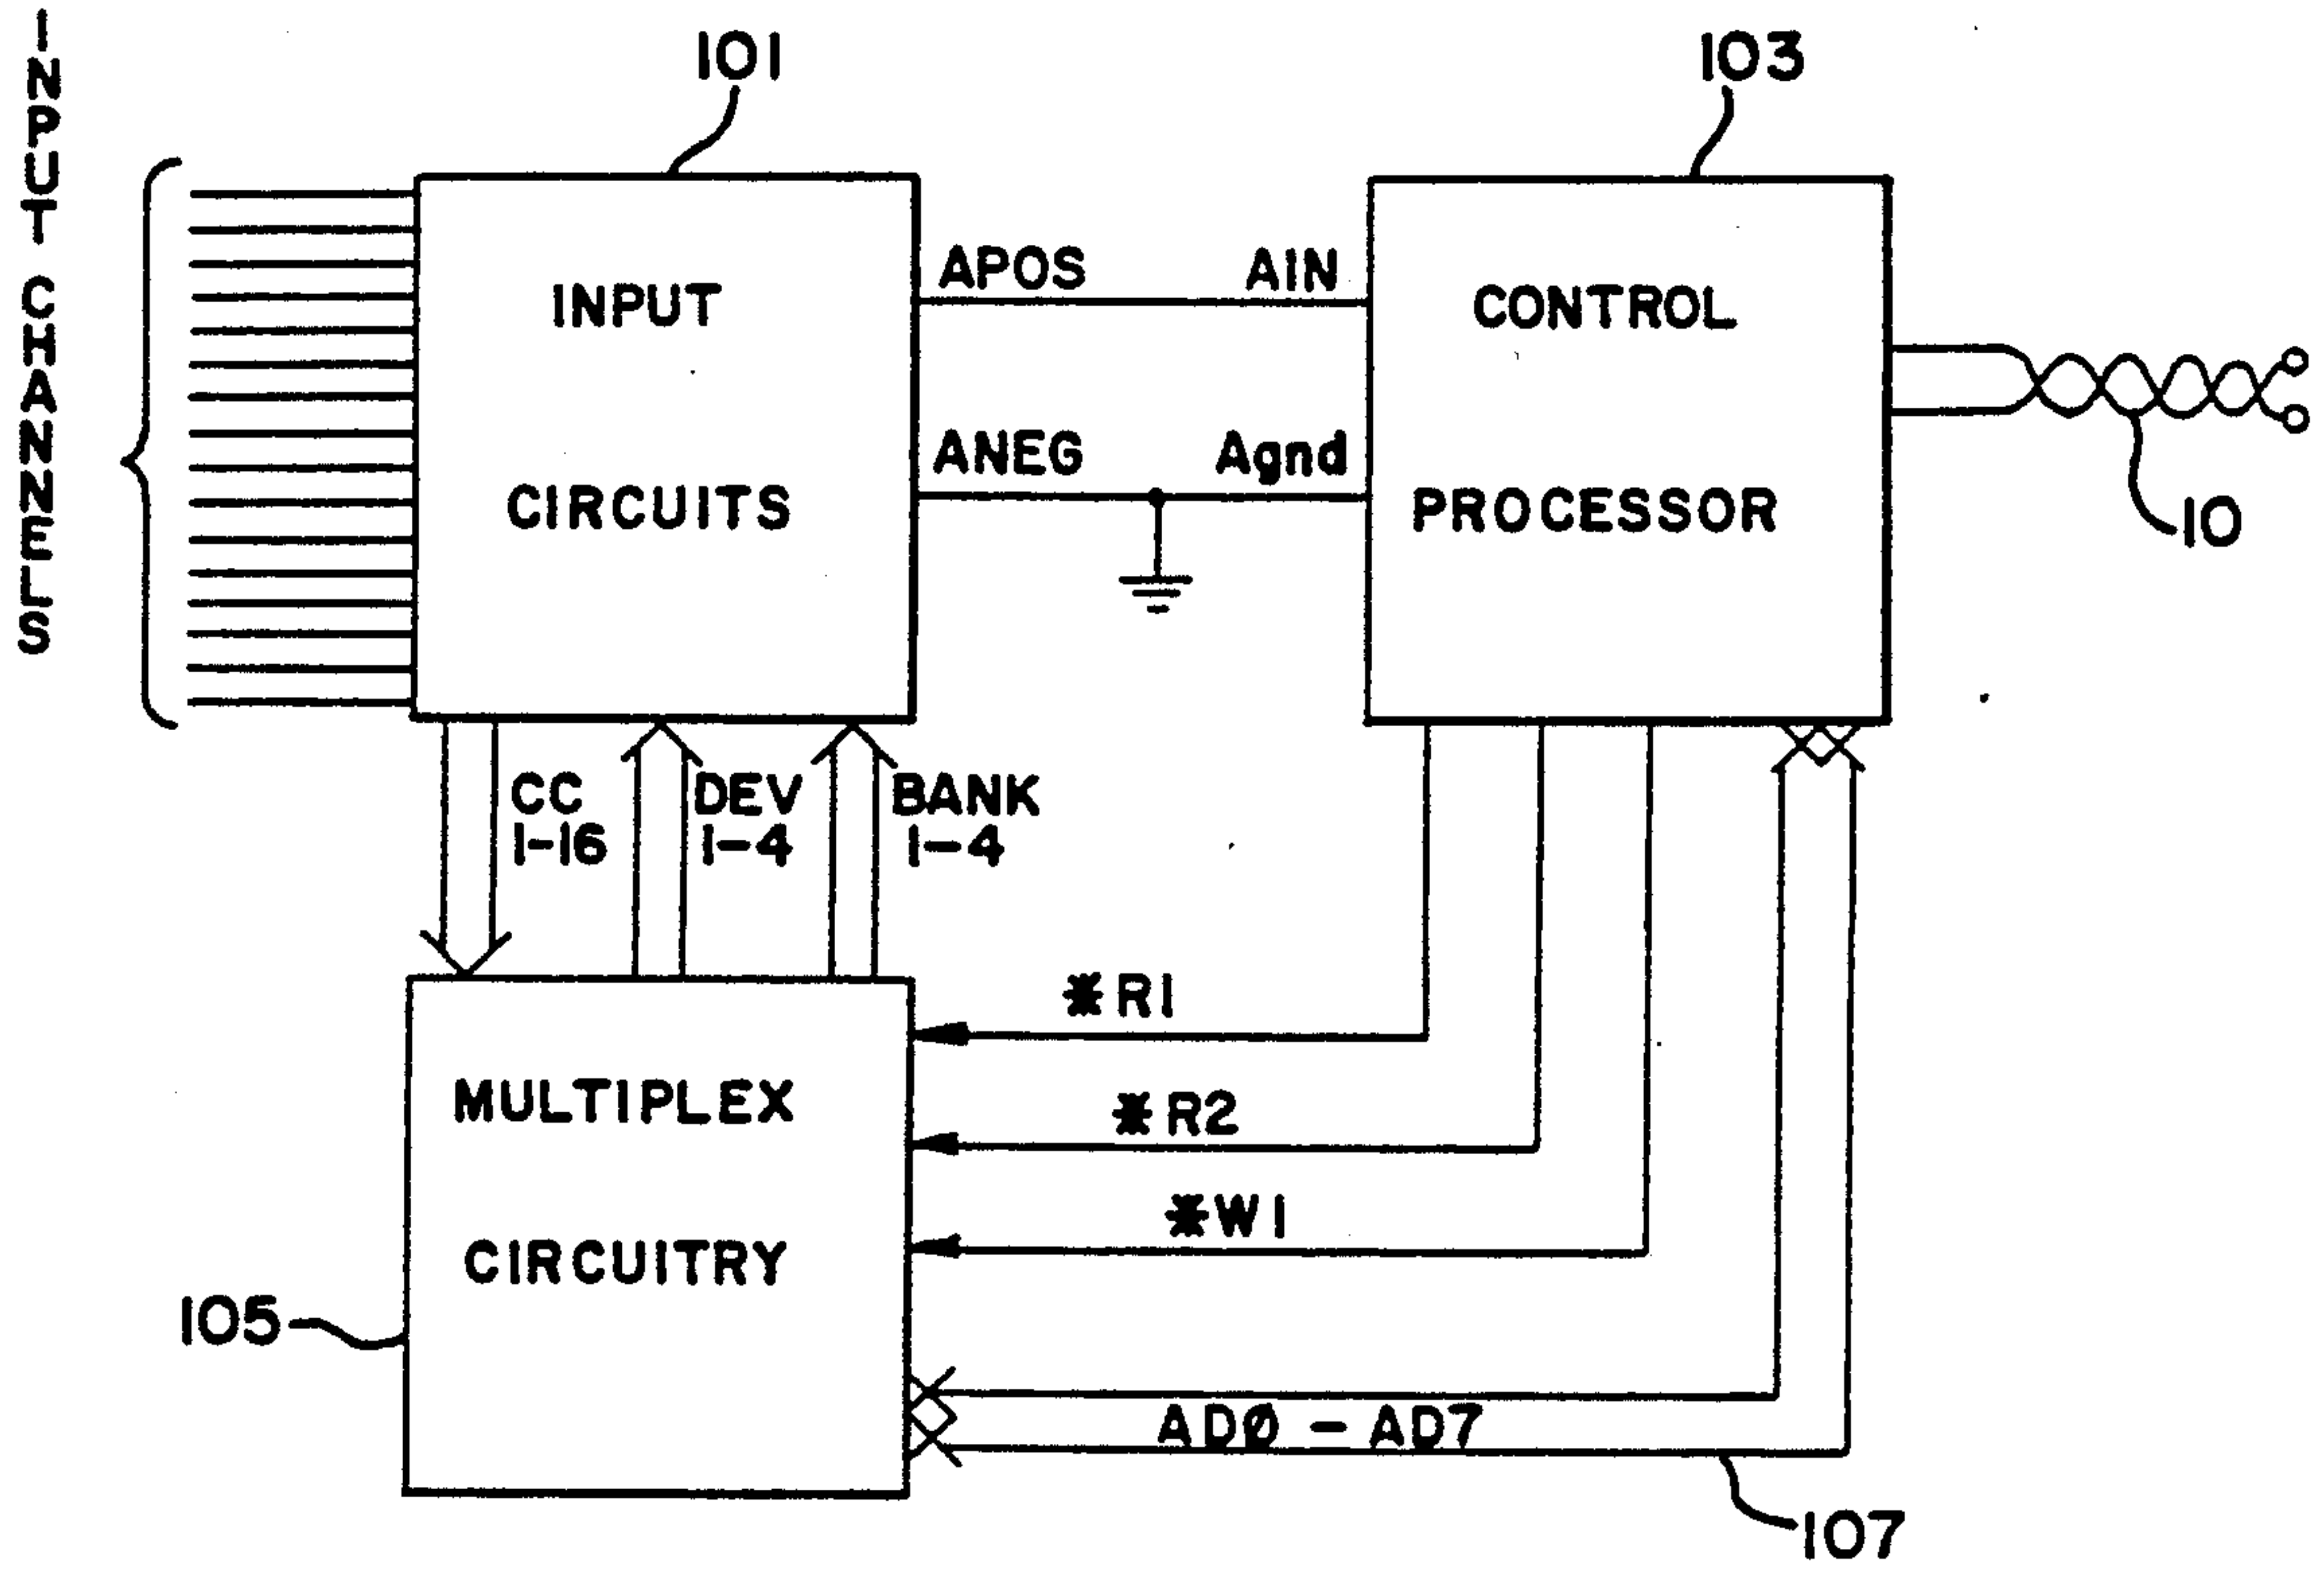 INPUT CHANNELS
101
103
INPUT
CIRCUITS
APOS
AIN
ANEG
Agnd
CONTROL
PROCESSOR
10
CC
1-16
DEV
1-4
BANK
1-4
*R1
*R2
*W1
MULTIPLEX
CIRCUITRY
105
ADØ - AD7
107